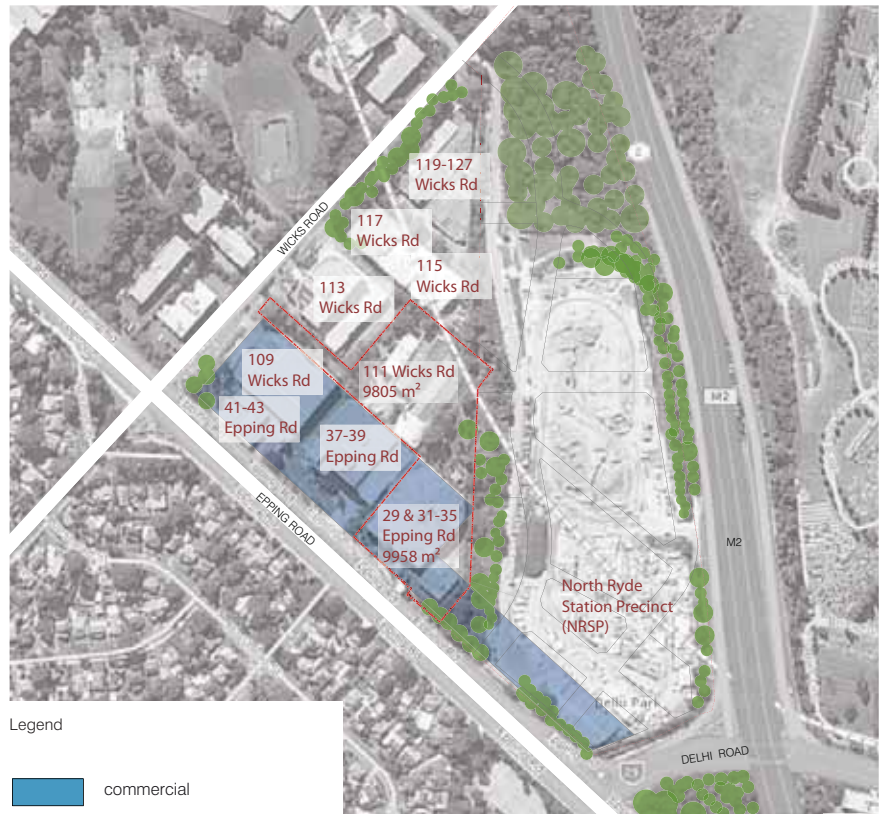 119-127
Wicks Rd
WICKS ROAD
117
Wicks Rd
115
Wicks Rd
113
Wicks Rd
109
Wicks Rd
111 Wicks Rd
9805 m²
M2
41-43
Epping Rd
37-39
Epping Rd
EPPING ROAD
29 & 31-35
Epping Rd
9958 m²
M2
North Ryde
Station Precinct
(NRSP)
DELHI ROAD
Legend
commercial